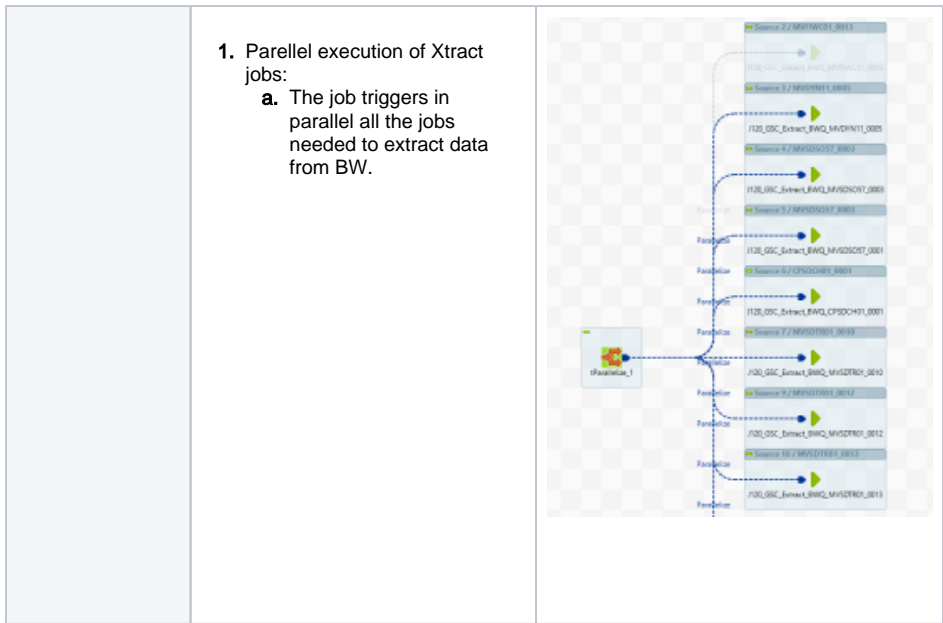 1. Parellel execution of Xtract
jobs:
a. The job triggers in
parallel all the jobs
needed to extract data
from BW.
Source 2 / MVFIWC01_0013
Source 3 / MVDYN11_0005
J120_GSC_Extract_BWQ_MVDYN11_0005
Source 4 / MVSDSO57_0003
J120_GSC_Extract_BWQ_MVSDSO57_0003
Source 5 / MVSDSO57_0001
Parallelize
J120_GSC_Extract_BWQ_MVSDSO57_0001
Parallelize
Source 6 / CPSDCH01_0001
Parallelize
J120_GSC_Extract_BWQ_CPSDCH01_0001
Parallelize
Source 7 / MVSDTR01_0010
Parallelize
tParallelize_1
J120_GSC_Extract_BWQ_MVSDTR01_0010
Parallelize
Source 9 / MVSDTR01_0012
Parallelize
J120_GSC_Extract_BWQ_MVSDTR01_0012
Source 10 / MVSDTR01_0013
Parallelize
J120_GSC_Extract_BWQ_MVSDTR01_0013
Parallelize